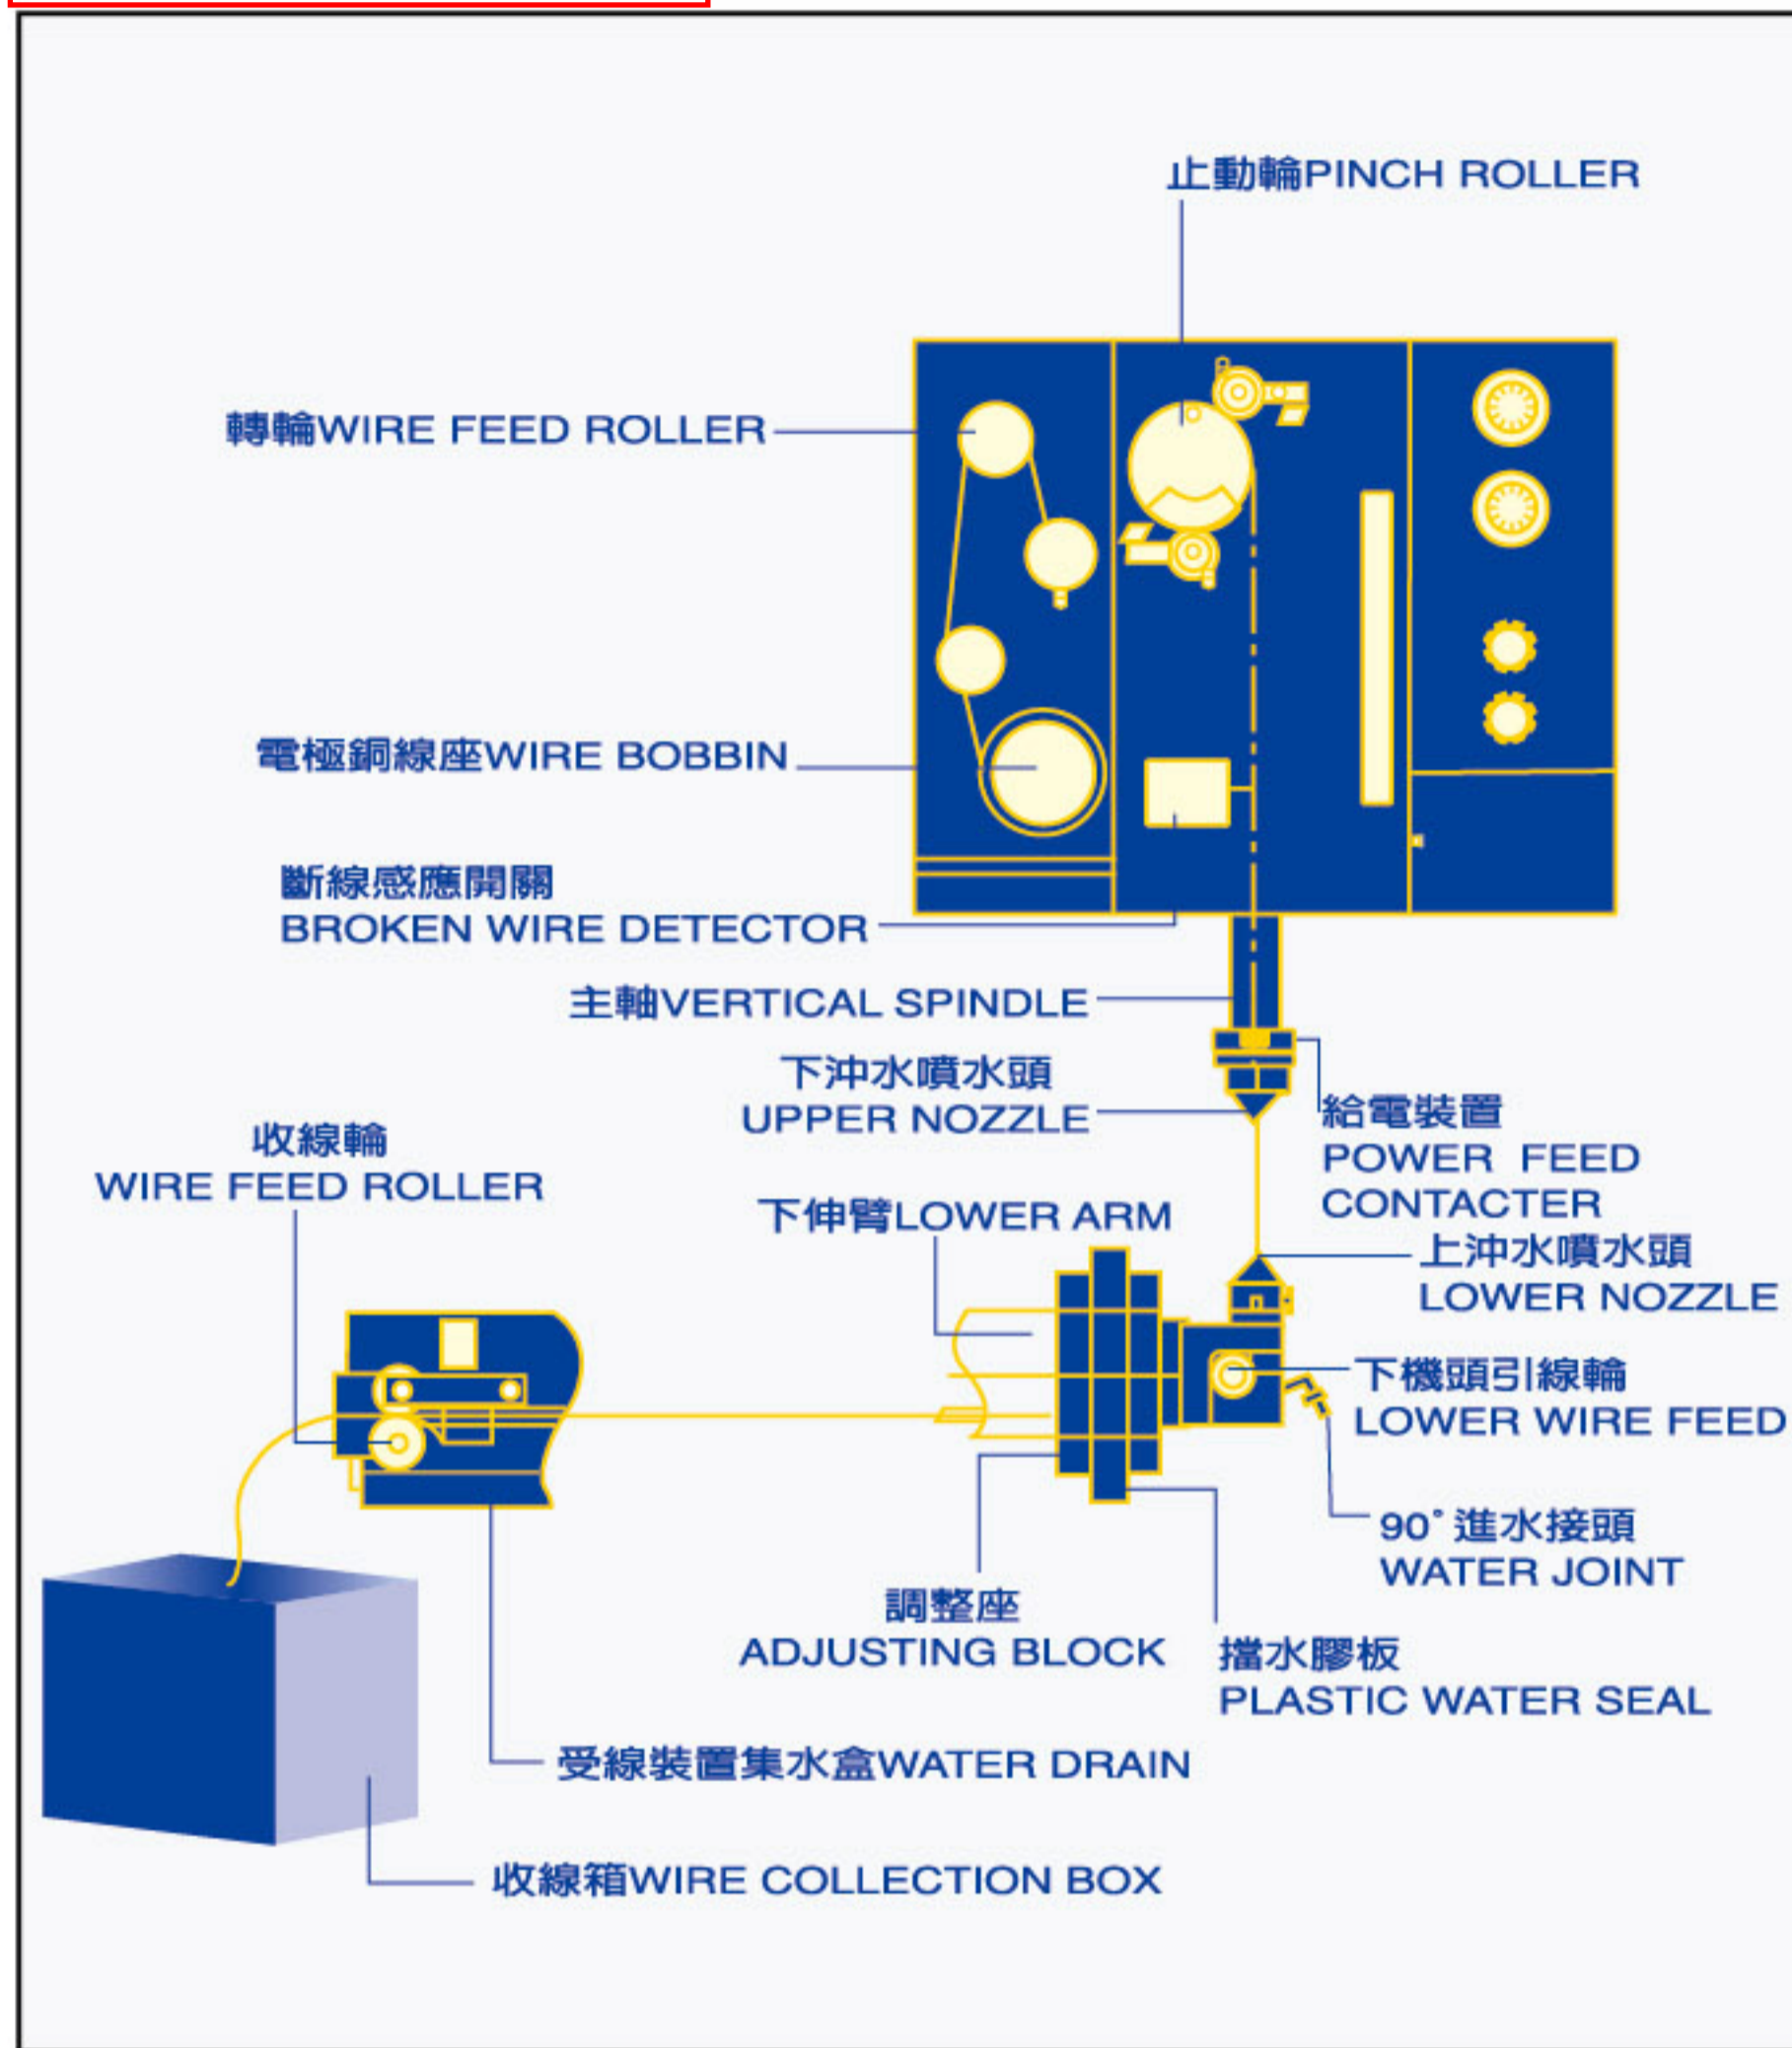 止動輪PINCH ROLLER
轉輪WIRE FEED ROLLER
電極銅線座WIRE BOBBIN
斷線感應開關
BROKEN WIRE DETECTOR
主軸VERTICAL SPINDLE
下沖水噴水頭
UPPER NOZZLE
給電裝置
POWER FEED
CONTACTER
收線輪
WIRE FEED ROLLER
下伸臂LOWER ARM
上沖水噴水頭
LOWER NOZZLE
下機頭引線輪
LOWER WIRE FEED
90°進水接頭
WATER JOINT
調整座
ADJUSTING BLOCK
擋水膠板
PLASTIC WATER SEAL
受線裝置集水盒WATER DRAIN
收線箱WIRE COLLECTION BOX